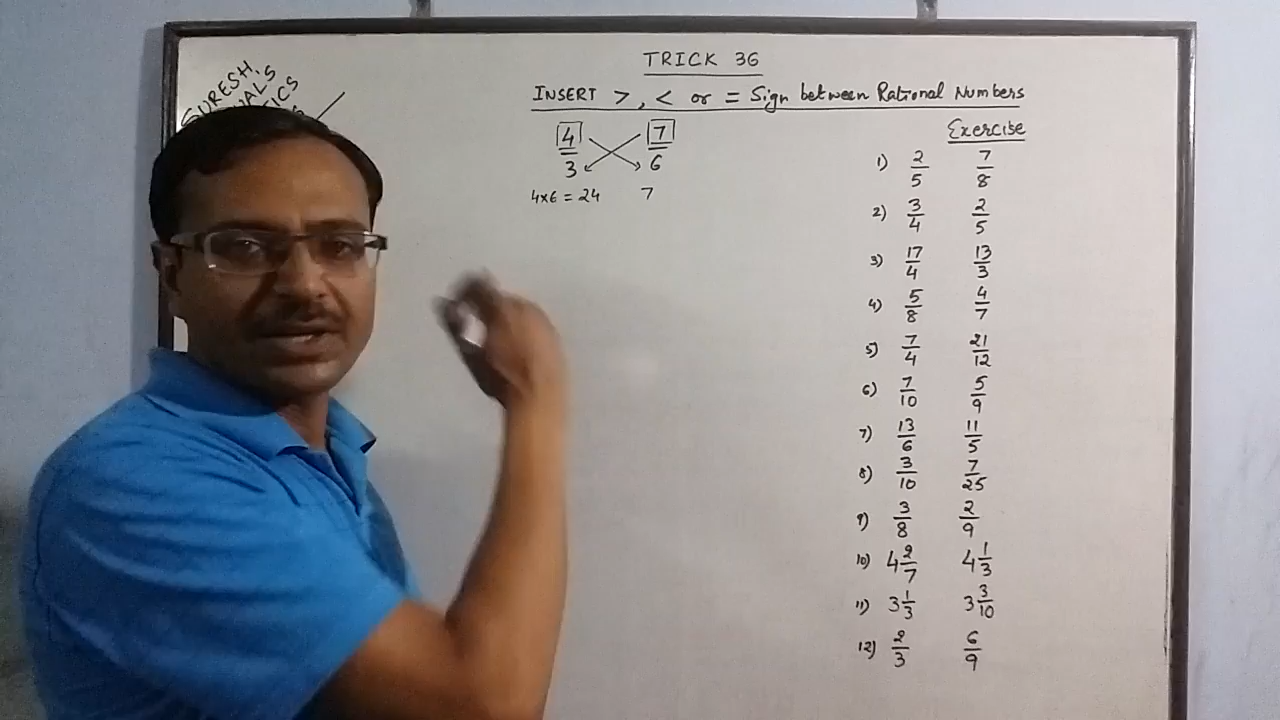 SURESH'S
TRICK 36
INSERT >, < or = Sign between Rational Numbers
4/3 7/6
4x6 = 24 7
Exercise
1) 2/5 7/8
2) 3/4 2/5
3) 17/4 13/3
4) 5/8 4/7
5) 7/4 21/12
6) 7/10 5/9
7) 13/6 11/5
8) 3/10 7/25
9) 3/8 2/9
10) 4 2/7 4 1/3
11) 3 1/3 3 3/10
12) 2/3 6/9